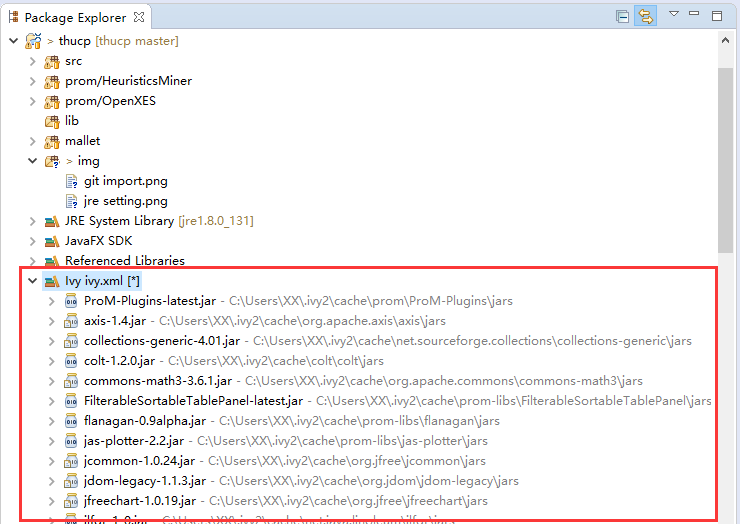 Package Explorer
> thucp [thucp master]
src
prom/HeuristicsMiner
prom/OpenXES
lib
mallet
> img
git import.png
jre setting.png
JRE System Library [jre1.8.0_131]
JavaFX SDK
Referenced Libraries
Ivy ivy.xml [*]
ProM-Plugins-latest.jar - C:\Users\XX\.ivy2\cache\prom\ProM-Plugins\jars
axis-1.4.jar - C:\Users\XX\.ivy2\cache\org.apache.axis\axis\jars
collections-generic-4.01.jar - C:\Users\XX\.ivy2\cache\net.sourceforge.collections\collections-generic\jars
colt-1.2.0.jar - C:\Users\XX\.ivy2\cache\colt\colt\jars
commons-math3-3.6.1.jar - C:\Users\XX\.ivy2\cache\org.apache.commons\commons-math3\jars
FilterableSortableTablePanel-latest.jar - C:\Users\XX\.ivy2\cache\prom-libs\FilterableSortableTablePanel\jars
flanagan-0.9alpha.jar - C:\Users\XX\.ivy2\cache\prom-libs\flanagan\jars
jas-plotter-2.2.jar - C:\Users\XX\.ivy2\cache\prom-libs\jas-plotter\jars
jcommon-1.0.24.jar - C:\Users\XX\.ivy2\cache\org.jfree\jcommon\jars
jdom-legacy-1.1.3.jar - C:\Users\XX\.ivy2\cache\org.jdom\jdom-legacy\jars
jfreechart-1.0.19.jar - C:\Users\XX\.ivy2\cache\org.jfree\jfreechart\jars